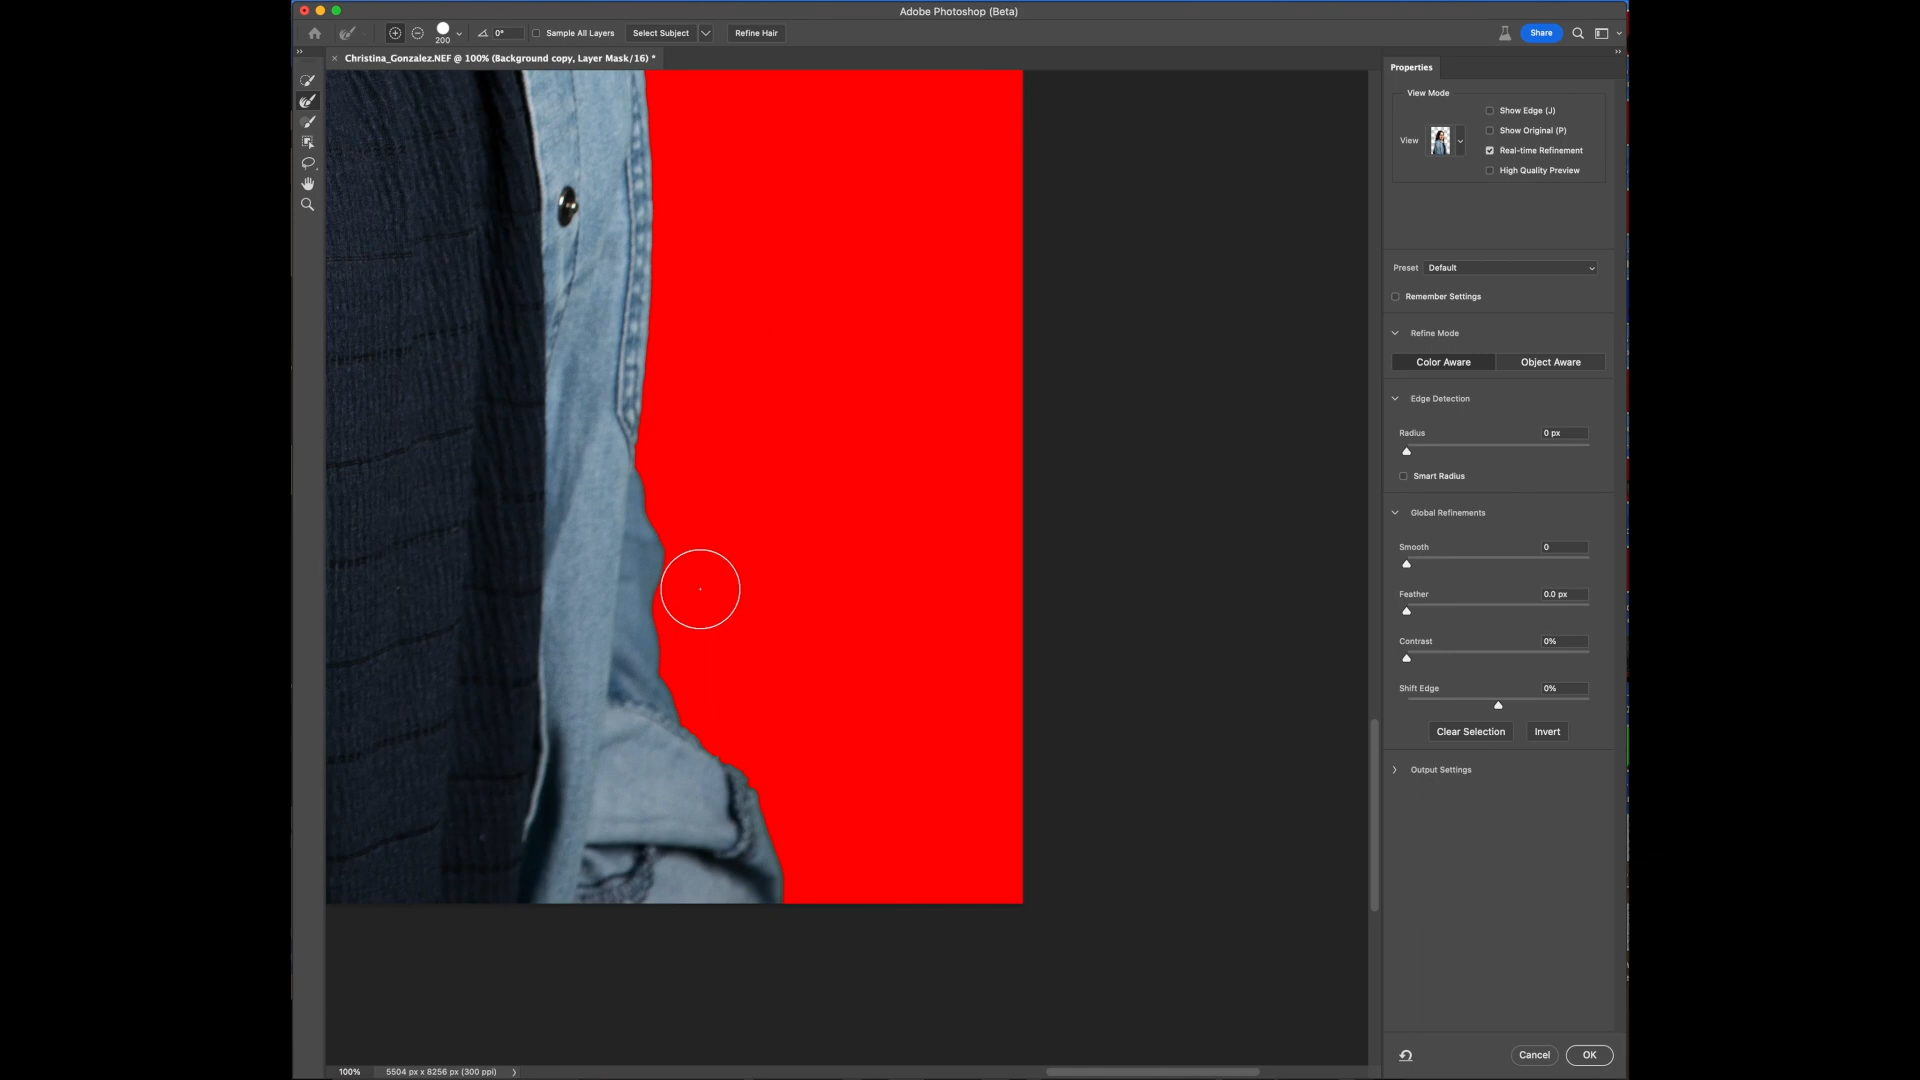 Adobe Photoshop (Beta)
200
0°
Sample All Layers
Select Subject
Refine Hair
Share
Christina_Gonzalez.NEF @ 100% (Background copy, Layer Mask/16) *
Properties
View Mode
Show Edge (J)
Show Original (P)
View
Real-time Refinement
High Quality Preview
Preset
Default
Remember Settings
Refine Mode
Color Aware
Object Aware
Edge Detection
Radius
0 px
Smart Radius
Global Refinements
Smooth
0
Feather
0.0 px
Contrast
0%
Shift Edge
0%
Clear Selection
Invert
Output Settings
Cancel
OK
100%
5504 px x 8256 px (300 ppi)